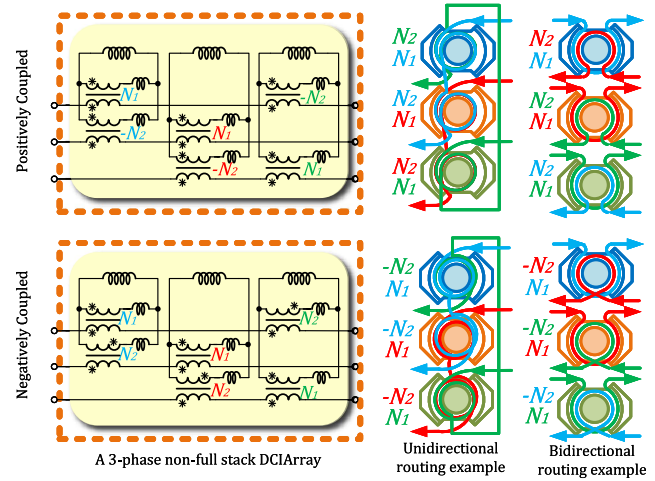 Positively Coupled
N1
-N2
-N2
N1
-N2
N1
N2
N1
N2
N1
N2
N1
N2
N1
N2
N1
N2
N1
Negatively Coupled
N1
N2
N2
N1
N2
N1
-N2
N1
-N2
N1
-N2
N1
-N2
N1
-N2
N1
-N2
N1
A 3-phase non-full stack DCIArray
Unidirectional
routing example
Bidirectional
routing example